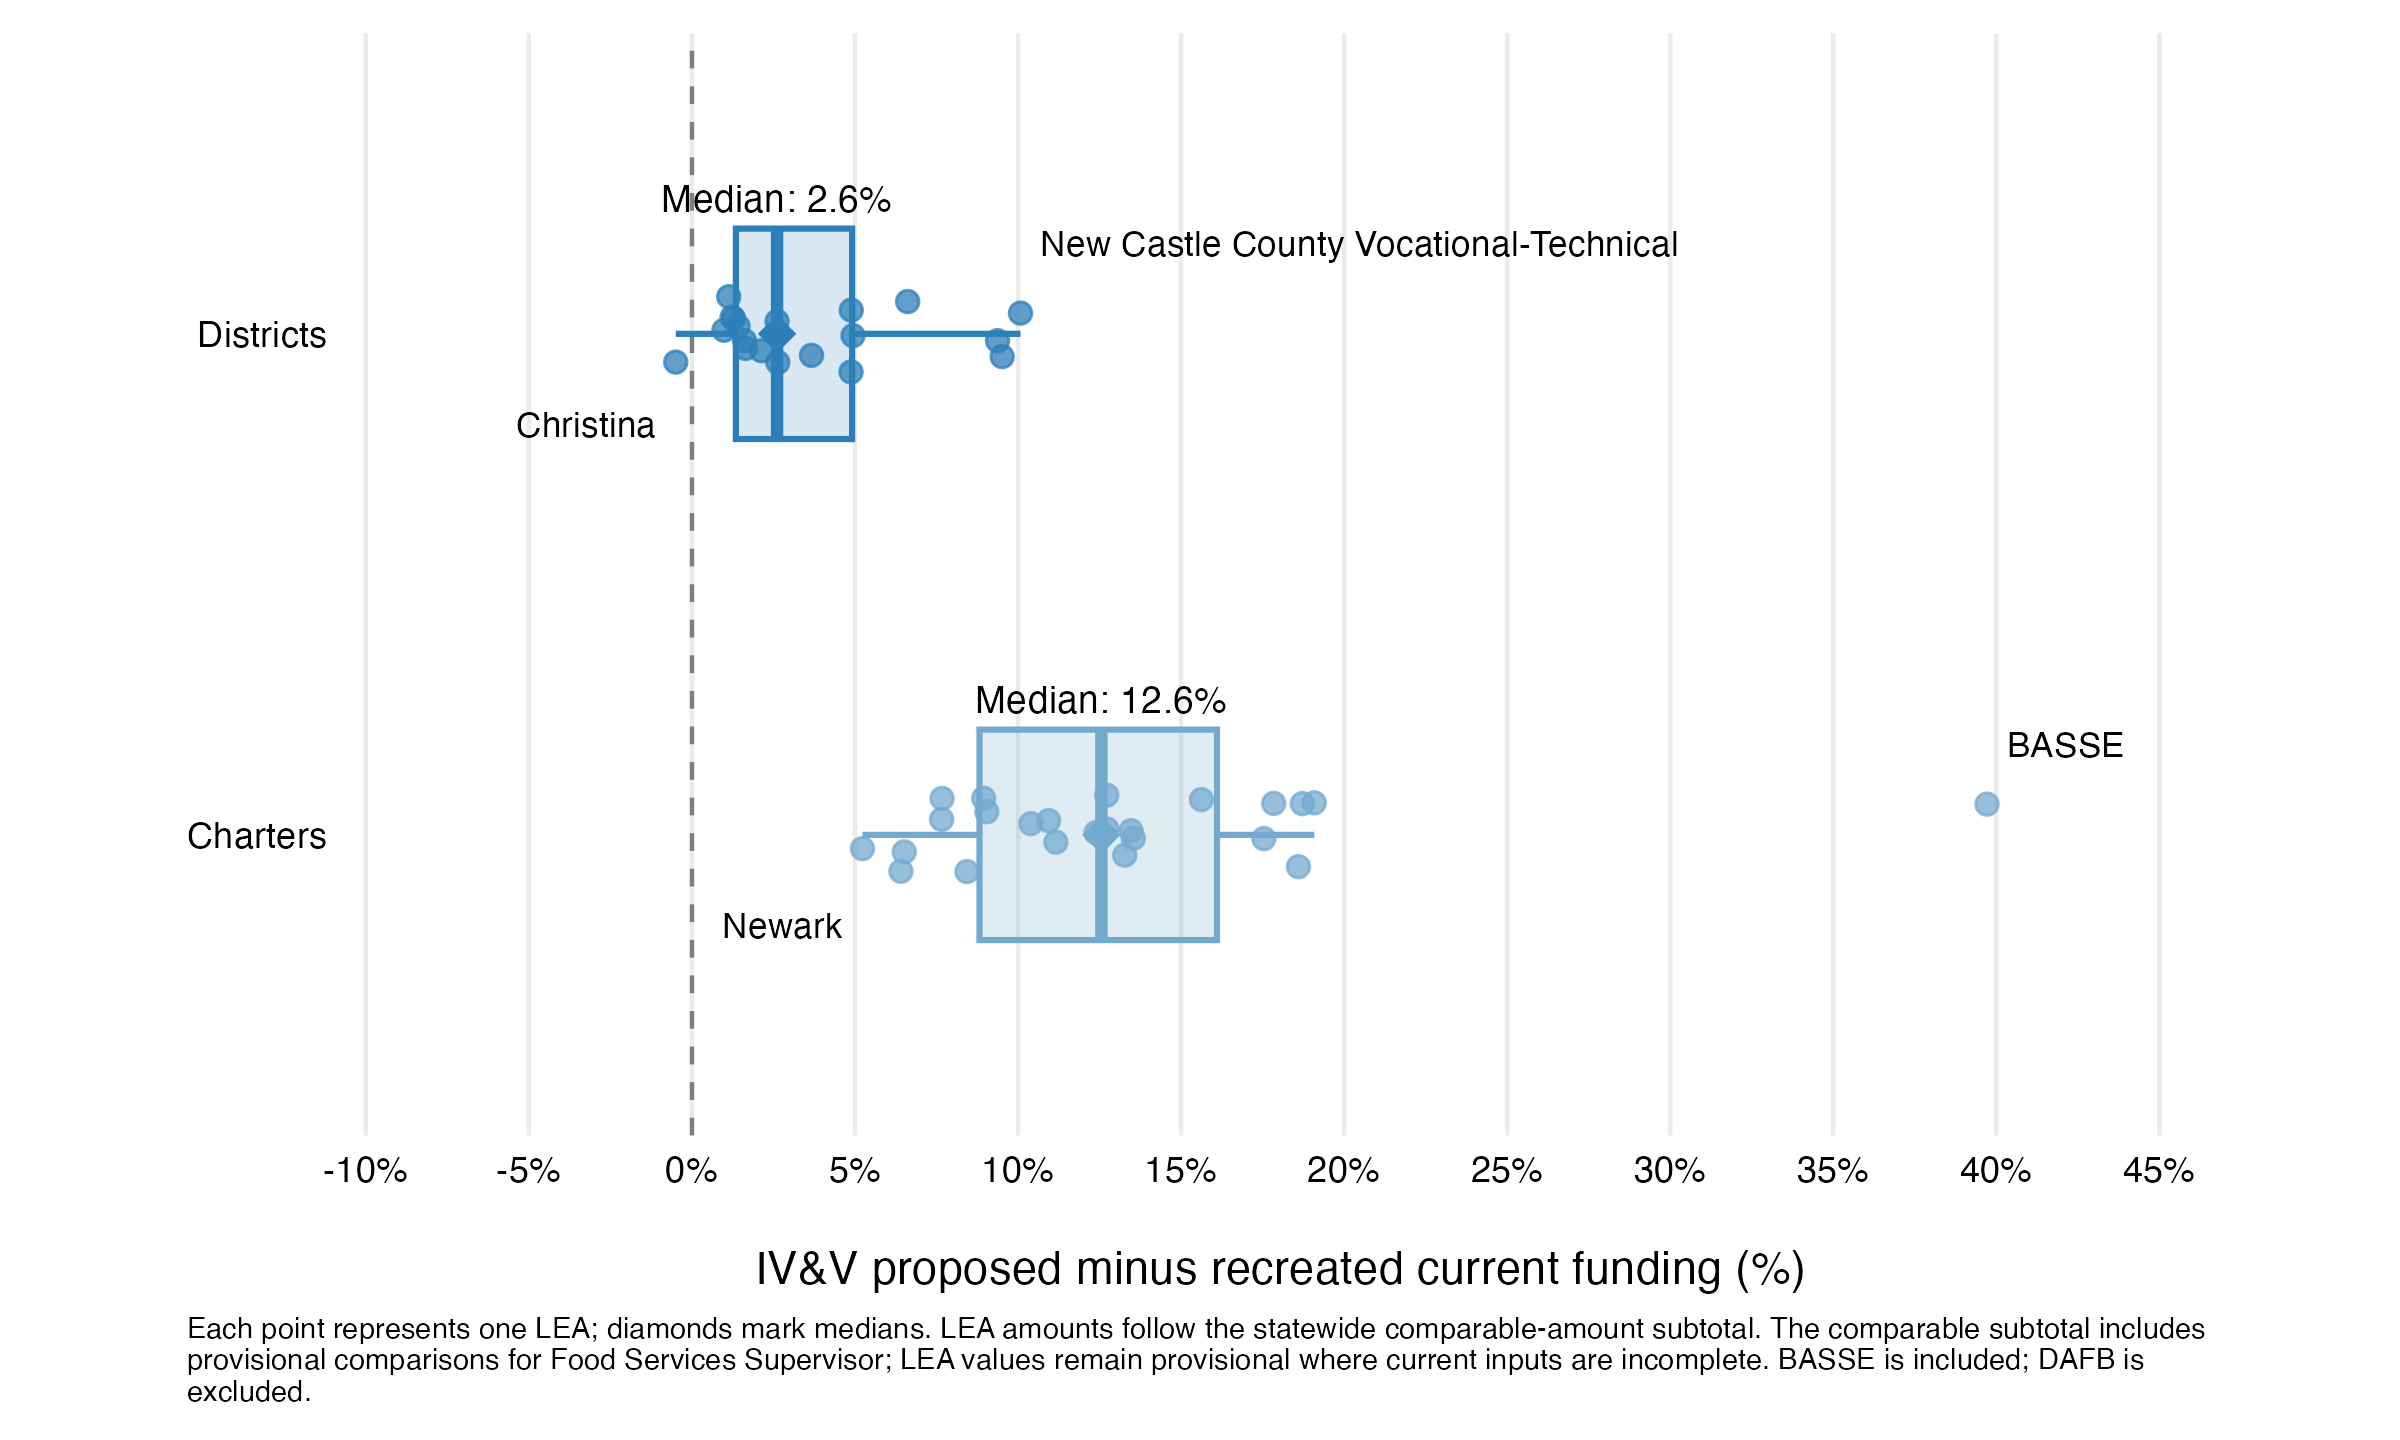 Median: 2.6%
New Castle County Vocational-Technical
Districts
Christina
Median: 12.6%
BASSE
Charters
Newark
-10%
-5%
0%
5%
10%
15%
20%
25%
30%
35%
40%
45%
IV&V proposed minus recreated current funding (%)
Each point represents one LEA; diamonds mark medians. LEA amounts follow the statewide comparable-amount subtotal. The comparable subtotal includes
provisional comparisons for Food Services Supervisor; LEA values remain provisional where current inputs are incomplete. BASSE is included; DAFB is
excluded.